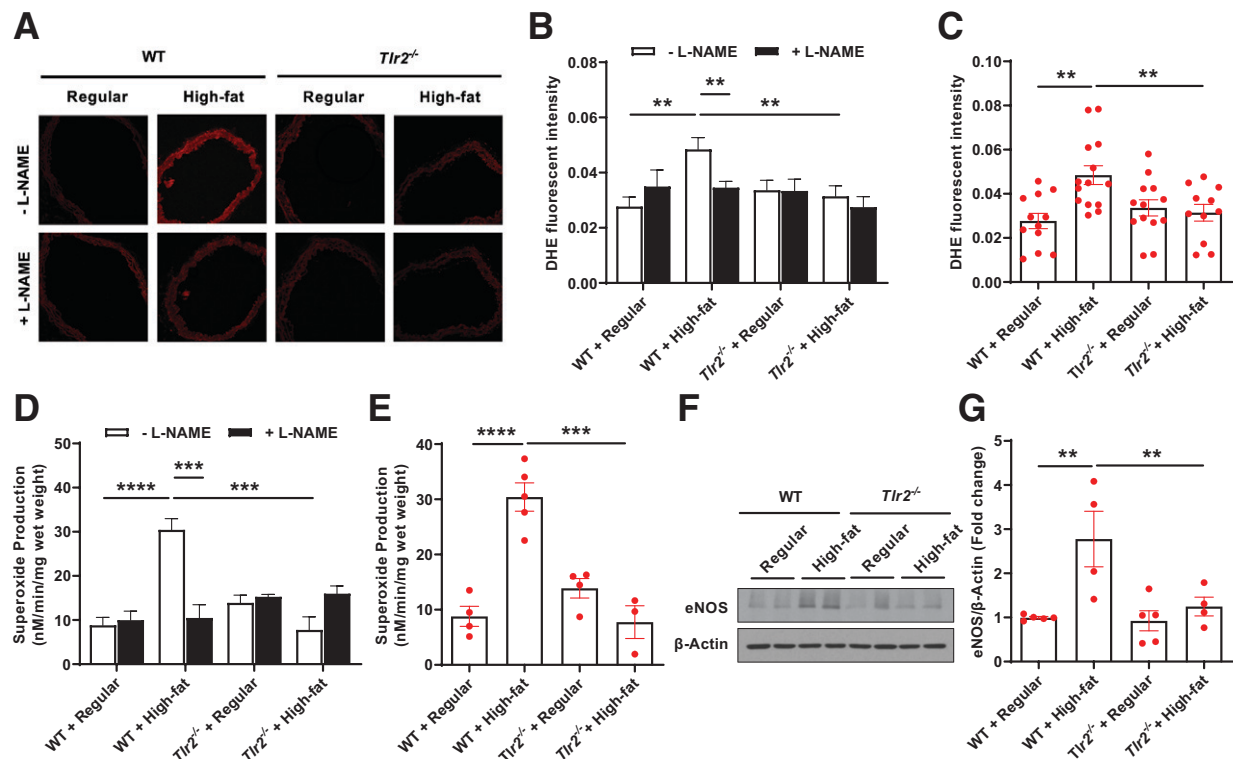 A
WT
Tlr2-/-
Regular
High-fat
Regular
High-fat
- L-NAME
+ L-NAME
B
- L-NAME
+ L-NAME
DHE fluorescent intensity
0.08
0.06
0.04
0.02
0.00
**
**
**
WT + Regular
WT + High-fat
Tlr2-/- + Regular
Tlr2-/- + High-fat
C
DHE fluorescent intensity
0.10
0.08
0.06
0.04
0.02
0.00
**
**
WT + Regular
WT + High-fat
Tlr2-/- + Regular
Tlr2-/- + High-fat
D
- L-NAME
+ L-NAME
Superoxide Production
(nM/min/mg wet weight)
50
40
30
20
10
0
****
***
***
WT + Regular
WT + High-fat
Tlr2-/- + Regular
Tlr2-/- + High-fat
E
Superoxide Production
(nM/min/mg wet weight)
40
30
20
10
0
****
***
WT + Regular
WT + High-fat
Tlr2-/- + Regular
Tlr2-/- + High-fat
F
WT
Tlr2-/-
Regular
High-fat
Regular
High-fat
eNOS
β-Actin
G
eNOS/β-Actin (Fold change)
5
4
3
2
1
0
**
**
WT + Regular
WT + High-fat
Tlr2-/- + Regular
Tlr2-/- + High-fat